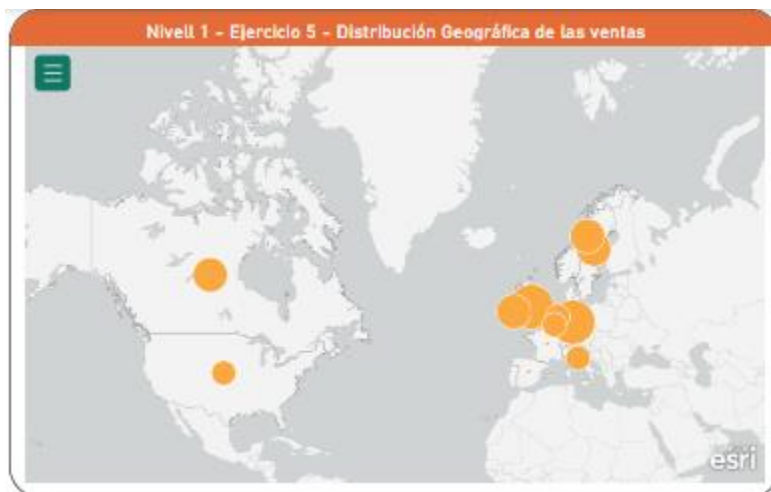 Nivell 1 - Ejercicio 5 - Distribución Geográfica de las ventas
esri